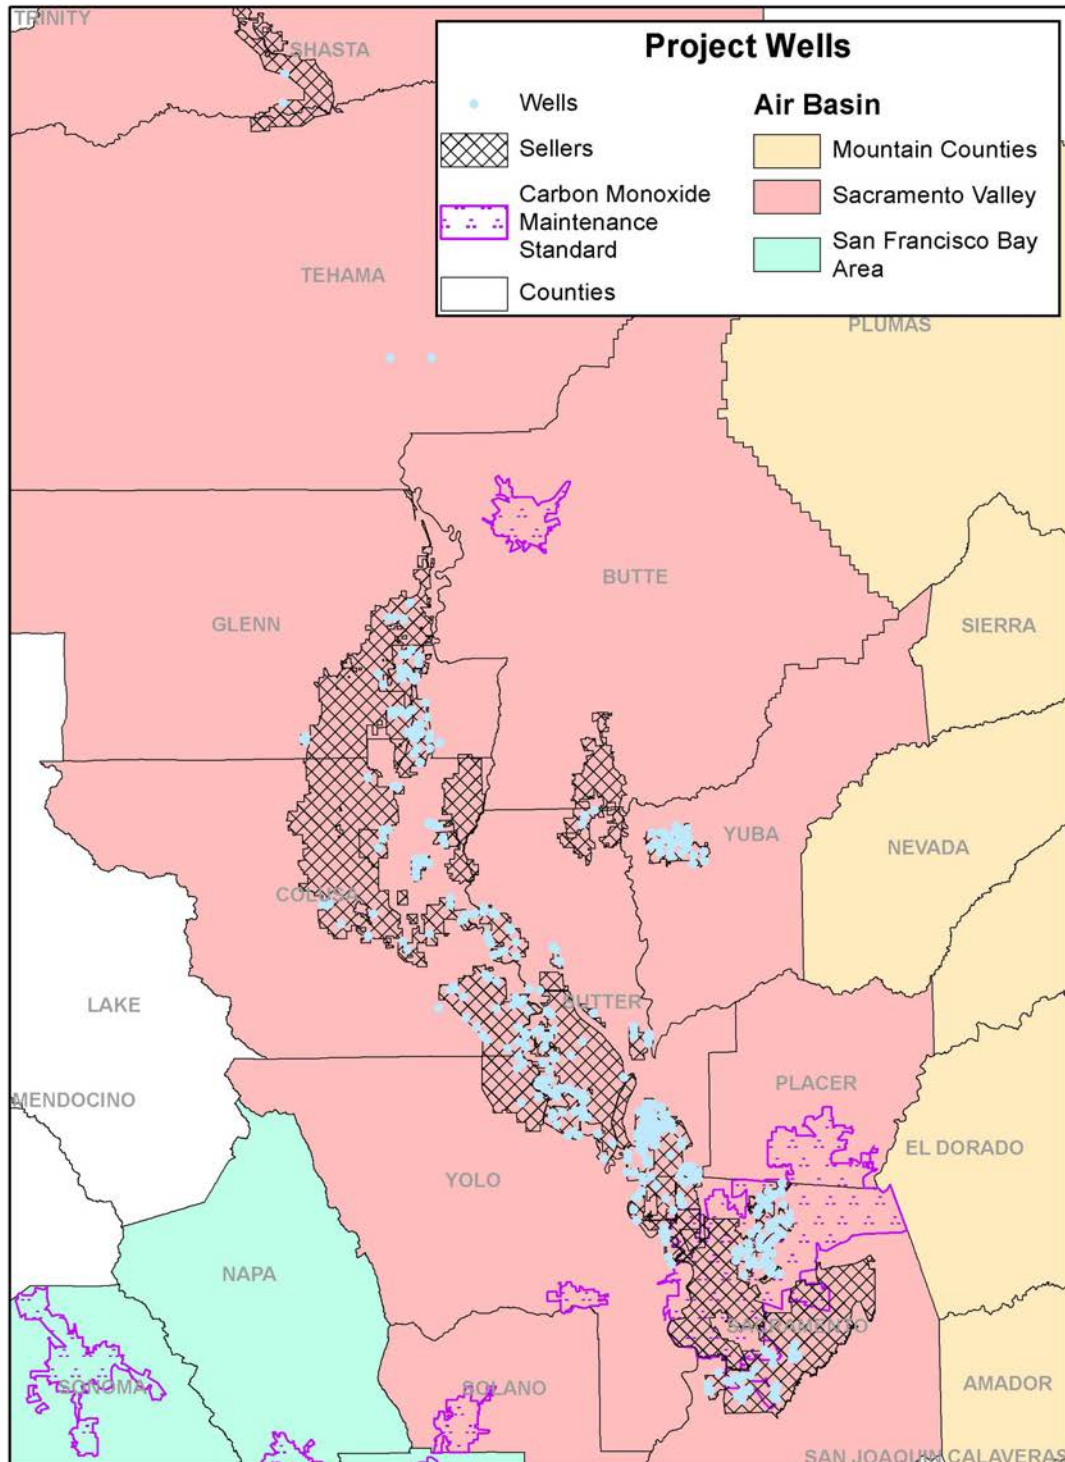 TRINITY
SHASTA
Project Wells
Wells
Sellers
Carbon Monoxide
Maintenance
Standard
Counties
Air Basin
Mountain Counties
Sacramento Valley
San Francisco Bay
Area
TEHAMA
PLUMAS
BUTTE
GLENN
SIERRA
YUBA
NEVADA
COLUSA
LAKE
SUTTER
PLACER
MENDOCINO
EL DORADO
YOLO
NAPA
SACRAMENTO
SONOMA
SOLANO
AMADOR
SAN JOAQUIN
CALAVERAS